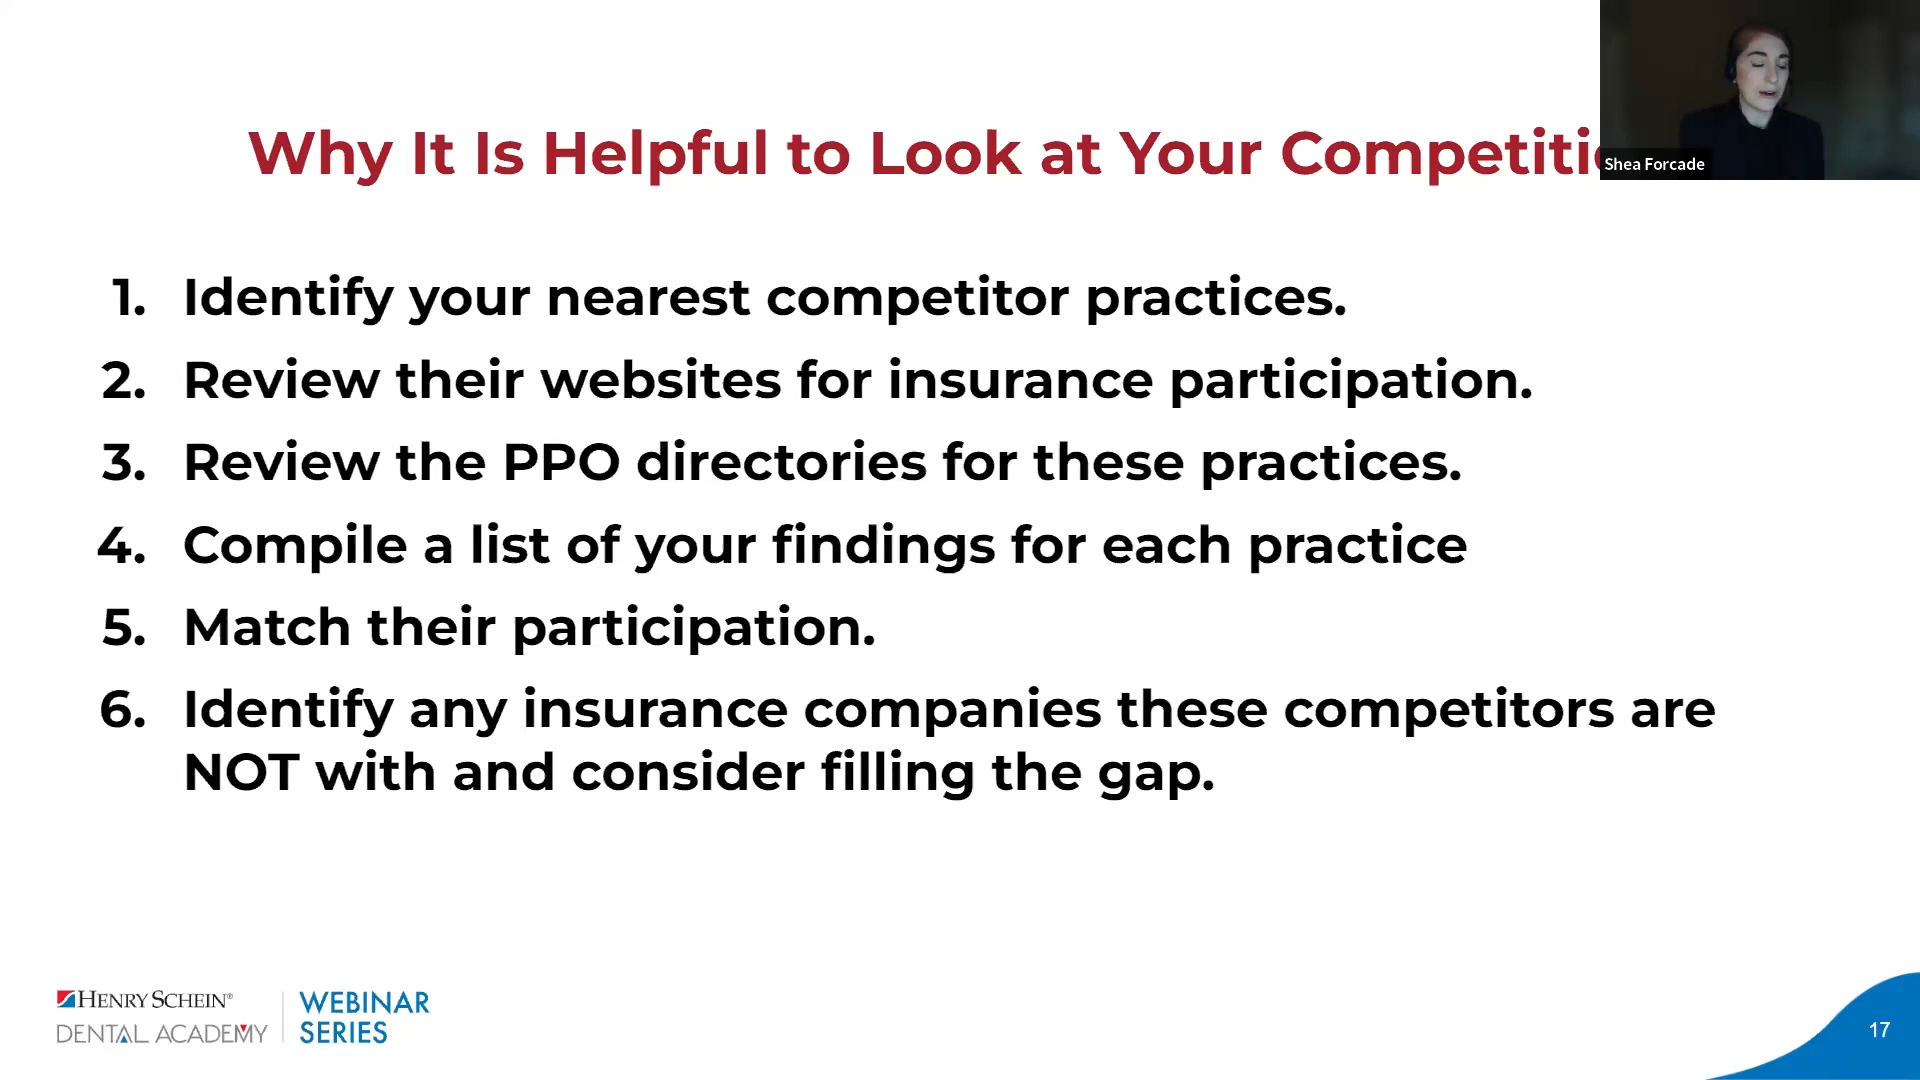 Why It Is Helpful to Look at Your Competiti
Shea Forcade
1. Identify your nearest competitor practices.
2. Review their websites for insurance participation.
3. Review the PPO directories for these practices.
4. Compile a list of your findings for each practice
5. Match their participation.
6. Identify any insurance companies these competitors are
NOT with and consider filling the gap.
HENRY SCHEIN®
DENTAL ACADEMY
WEBINAR
SERIES
17